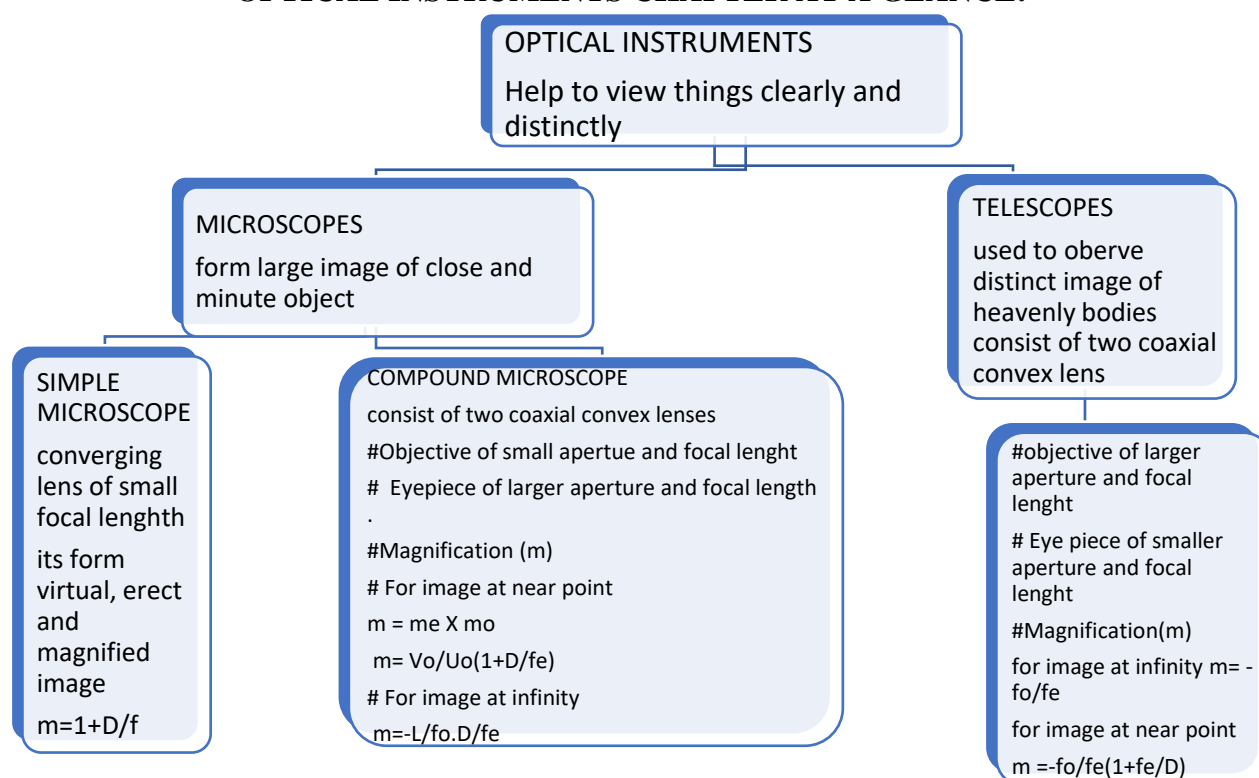 OPTICAL INSTRUMENTS CHAPTER AT A GLANCE:
OPTICAL INSTRUMENTS
Help to view things clearly and
distinctly
MICROSCOPES
form large image of close and
minute object
SIMPLE
MICROSCOPE
converging
lens of small
focal lenghth
its form
virtual, erect
and
magnified
image
m=1+D/f
COMPOUND MICROSCOPE
consist of two coaxial convex lenses
#Objective of small apertue and focal lenght
# Eyepiece of larger aperture and focal length
.
#Magnification (m)
# For image at near point
m = me X mo
m= Vo/Uo(1+D/fe)
# For image at infinity
m=-L/fo.D/fe
TELESCOPES
used to oberve
distinct image of
heavenly bodies
consist of two coaxial
convex lens
#objective of larger
aperture and focal
lenght
# Eye piece of smaller
aperture and focal
lenght
#Magnification(m)
for image at infinity m= -
fo/fe
for image at near point
m =-fo/fe(1+fe/D)